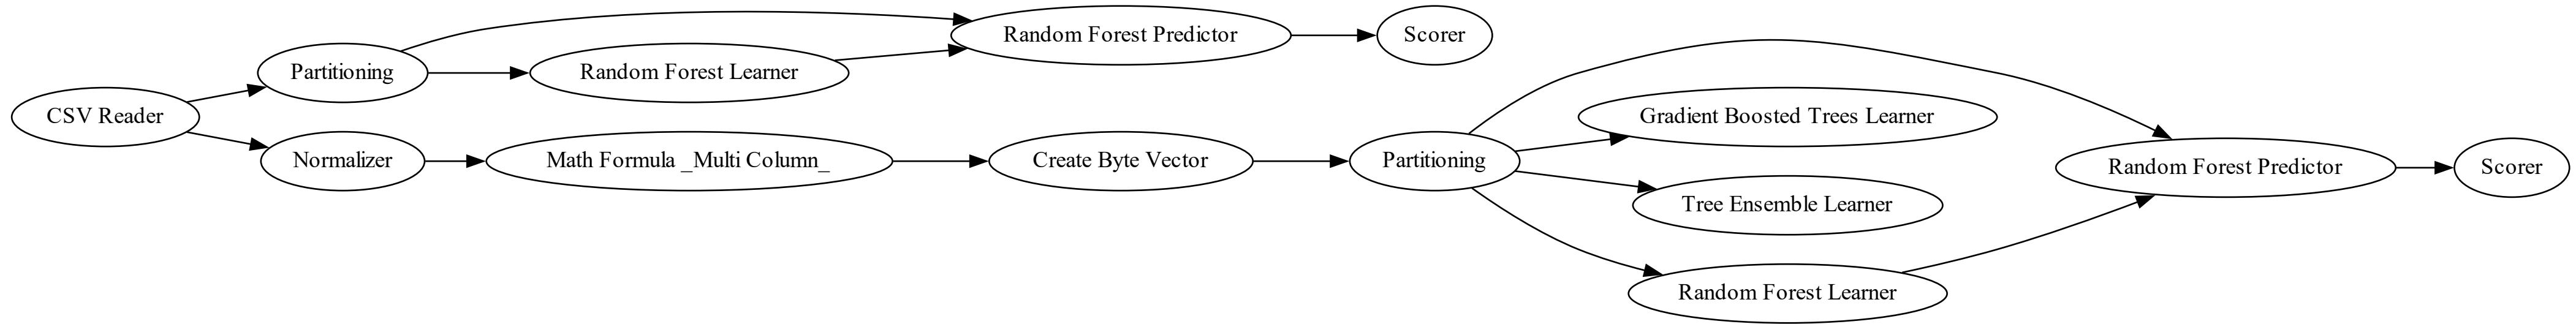 CSV Reader
Partitioning
Random Forest Learner
Random Forest Predictor
Scorer
Normalizer
Math Formula _Multi Column_
Create Byte Vector
Partitioning
Gradient Boosted Trees Learner
Tree Ensemble Learner
Random Forest Learner
Random Forest Predictor
Scorer